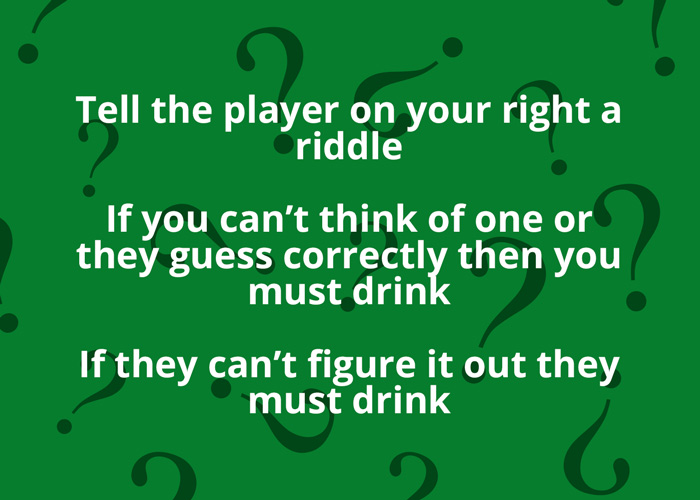 Tell the player on your right a
riddle
If you can’t think of one or
they guess correctly then you
must drink
If they can’t figure it out they
must drink